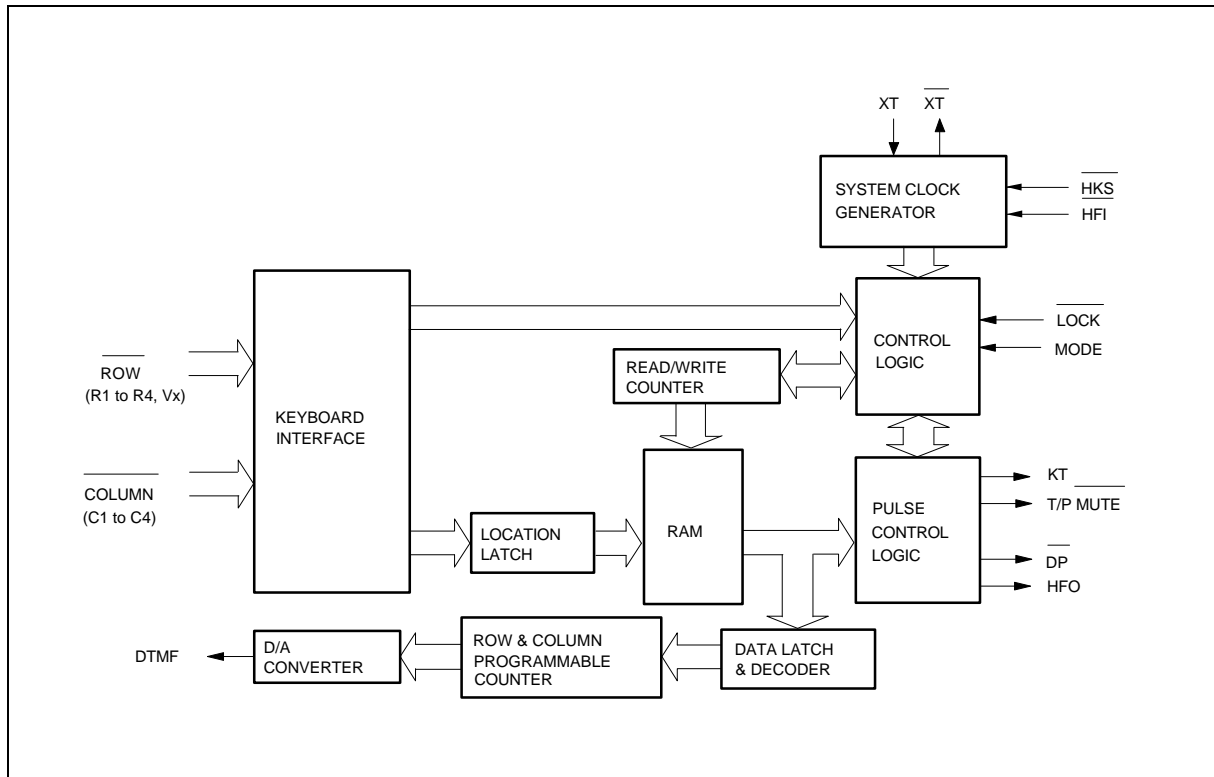 XT XT
SYSTEM CLOCK
GENERATOR
HKS
HFI
LOCK
CONTROL
LOGIC
MODE
ROW
(R1 to R4, Vx)
READ/WRITE
COUNTER
KEYBOARD
INTERFACE
COLUMN
(C1 to C4)
LOCATION
LATCH
RAM
PULSE
CONTROL
LOGIC
KT
T/P MUTE
DP
HFO
DTMF
D/A
CONVERTER
ROW & COLUMN
PROGRAMMABLE
COUNTER
DATA LATCH
& DECODER